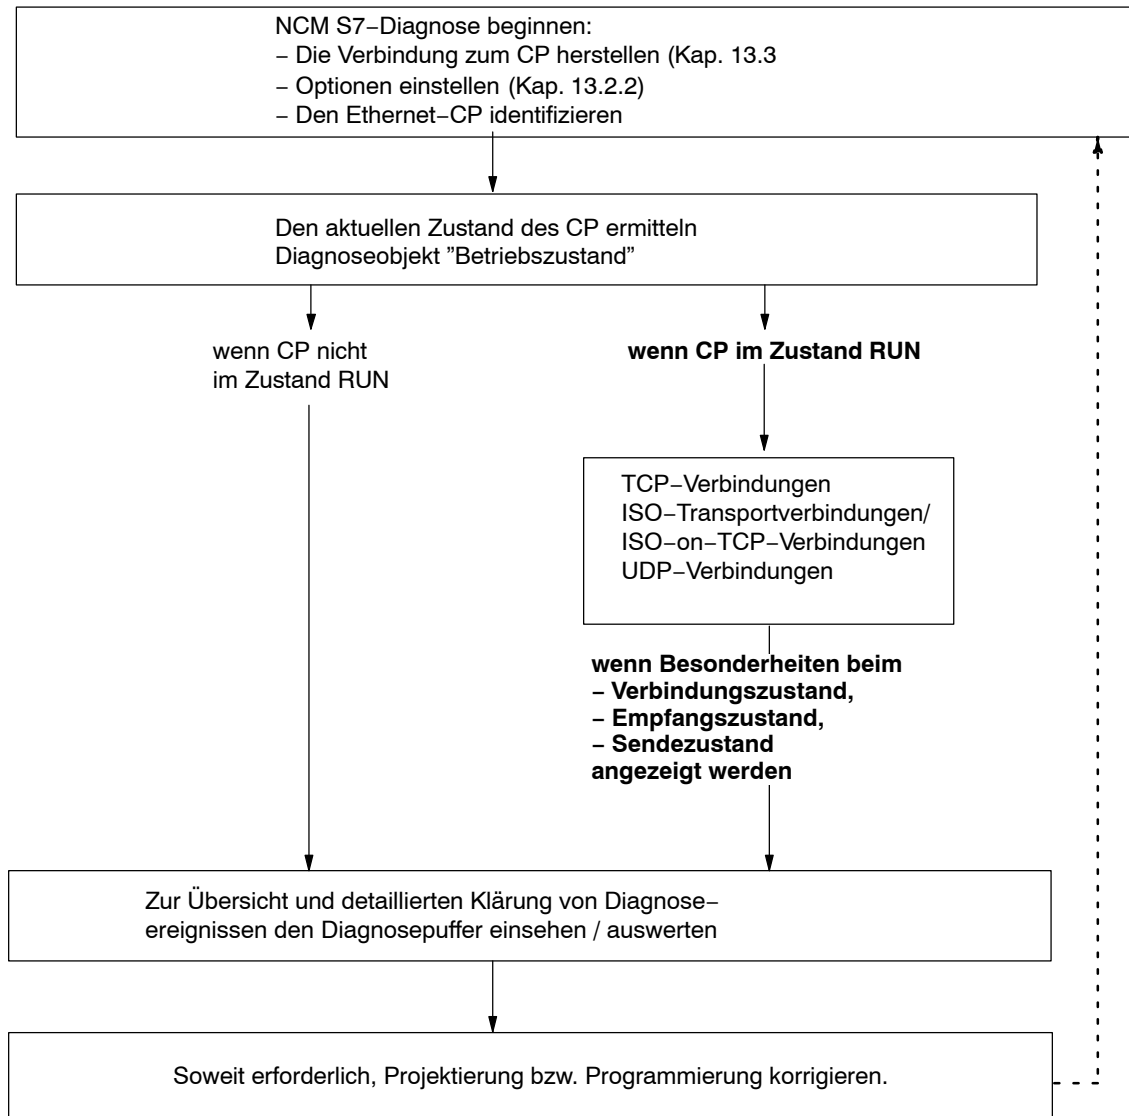 NCM S7–Diagnose beginnen:
– Die Verbindung zum CP herstellen (Kap. 13.3
– Optionen einstellen (Kap. 13.2.2)
– Den Ethernet–CP identifizieren
Den aktuellen Zustand des CP ermitteln
Diagnoseobjekt ”Betriebszustand”
wenn CP nicht
im Zustand RUN
wenn CP im Zustand RUN
TCP–Verbindungen
ISO–Transportverbindungen/
ISO–on–TCP–Verbindungen
UDP–Verbindungen
wenn Besonderheiten beim
– Verbindungszustand,
– Empfangszustand,
– Sendezustand
angezeigt werden
Zur Übersicht und detaillierten Klärung von Diagnose–
ereignissen den Diagnosepuffer einsehen / auswerten
Soweit erforderlich, Projektierung bzw. Programmierung korrigieren.